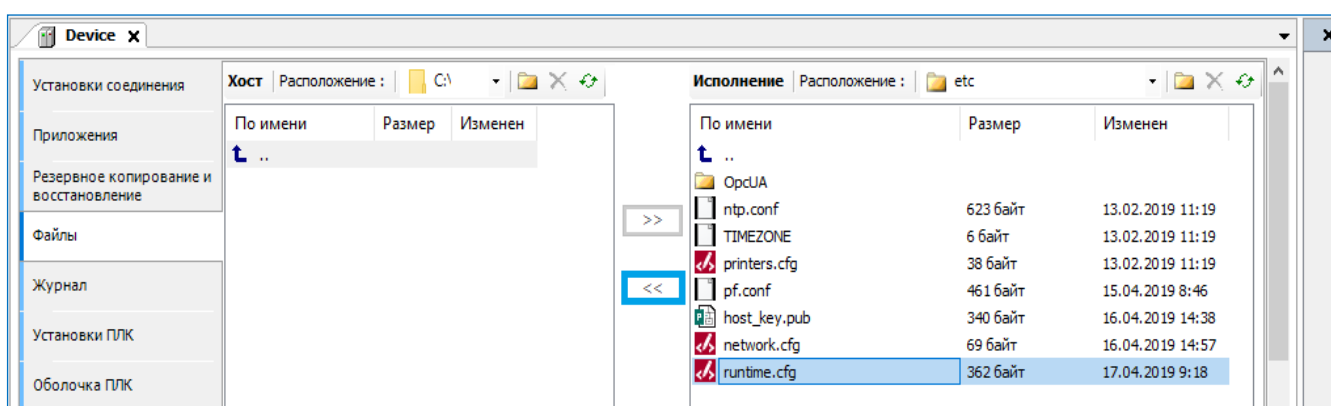 Device
Установки соединения
Приложения
Резервное копирование и
восстановление
Файлы
Журнал
Установки ПЛК
Оболочка ПЛК
Хост Расположение : C:\
По имени Размер Изменен
..
>>
<<
Исполнение Расположение : etc
По имени Размер Изменен
..
OpcUA
ntp.conf 623 байт 13.02.2019 11:19
TIMEZONE 6 байт 13.02.2019 11:19
printers.cfg 38 байт 13.02.2019 11:19
pf.conf 461 байт 15.04.2019 8:46
host_key.pub 340 байт 16.04.2019 14:38
network.cfg 69 байт 16.04.2019 14:57
runtime.cfg 362 байт 17.04.2019 9:18